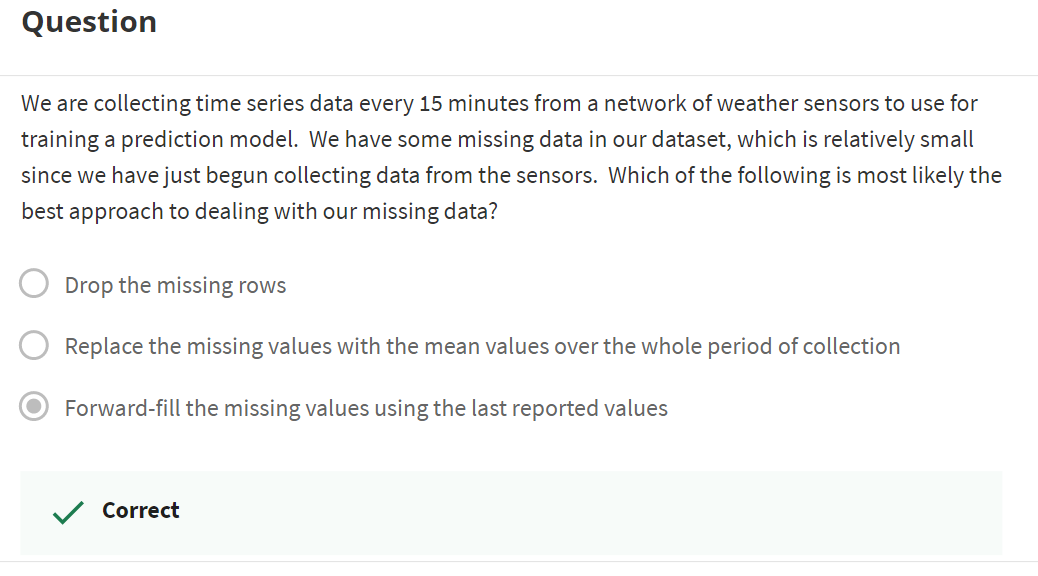 Question
We are collecting time series data every 15 minutes from a network of weather sensors to use for
training a prediction model.  We have some missing data in our dataset, which is relatively small
since we have just begun collecting data from the sensors.  Which of the following is most likely the
best approach to dealing with our missing data?
Drop the missing rows
Replace the missing values with the mean values over the whole period of collection
Forward-fill the missing values using the last reported values
Correct